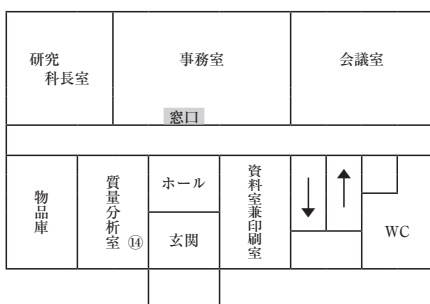 研究
科長室
事務室
会議室
窓口
物品庫
質量分析室 ⑭
ホール
玄関
資料室兼印刷室
WC